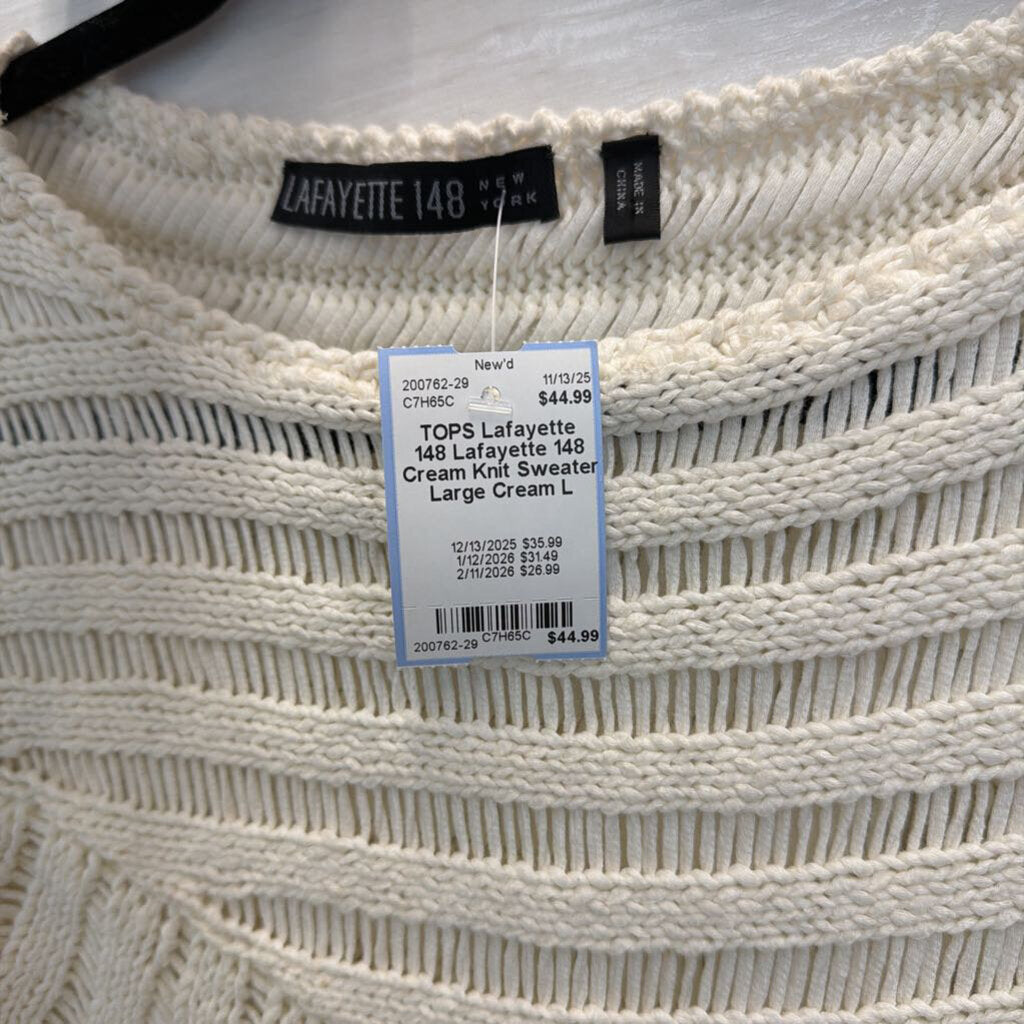 LAFAYETTE 148 NEW YORK
MADE IN
CHINA
New'd
200762-29 11/13/25
C7H65C $44.99
TOPS Lafayette
148 Lafayette 148
Cream Knit Sweater
Large Cream L
12/13/2025 $35.99
1/12/2026 $31.49
2/11/2026 $26.99
200762-29 C7H65C $44.99